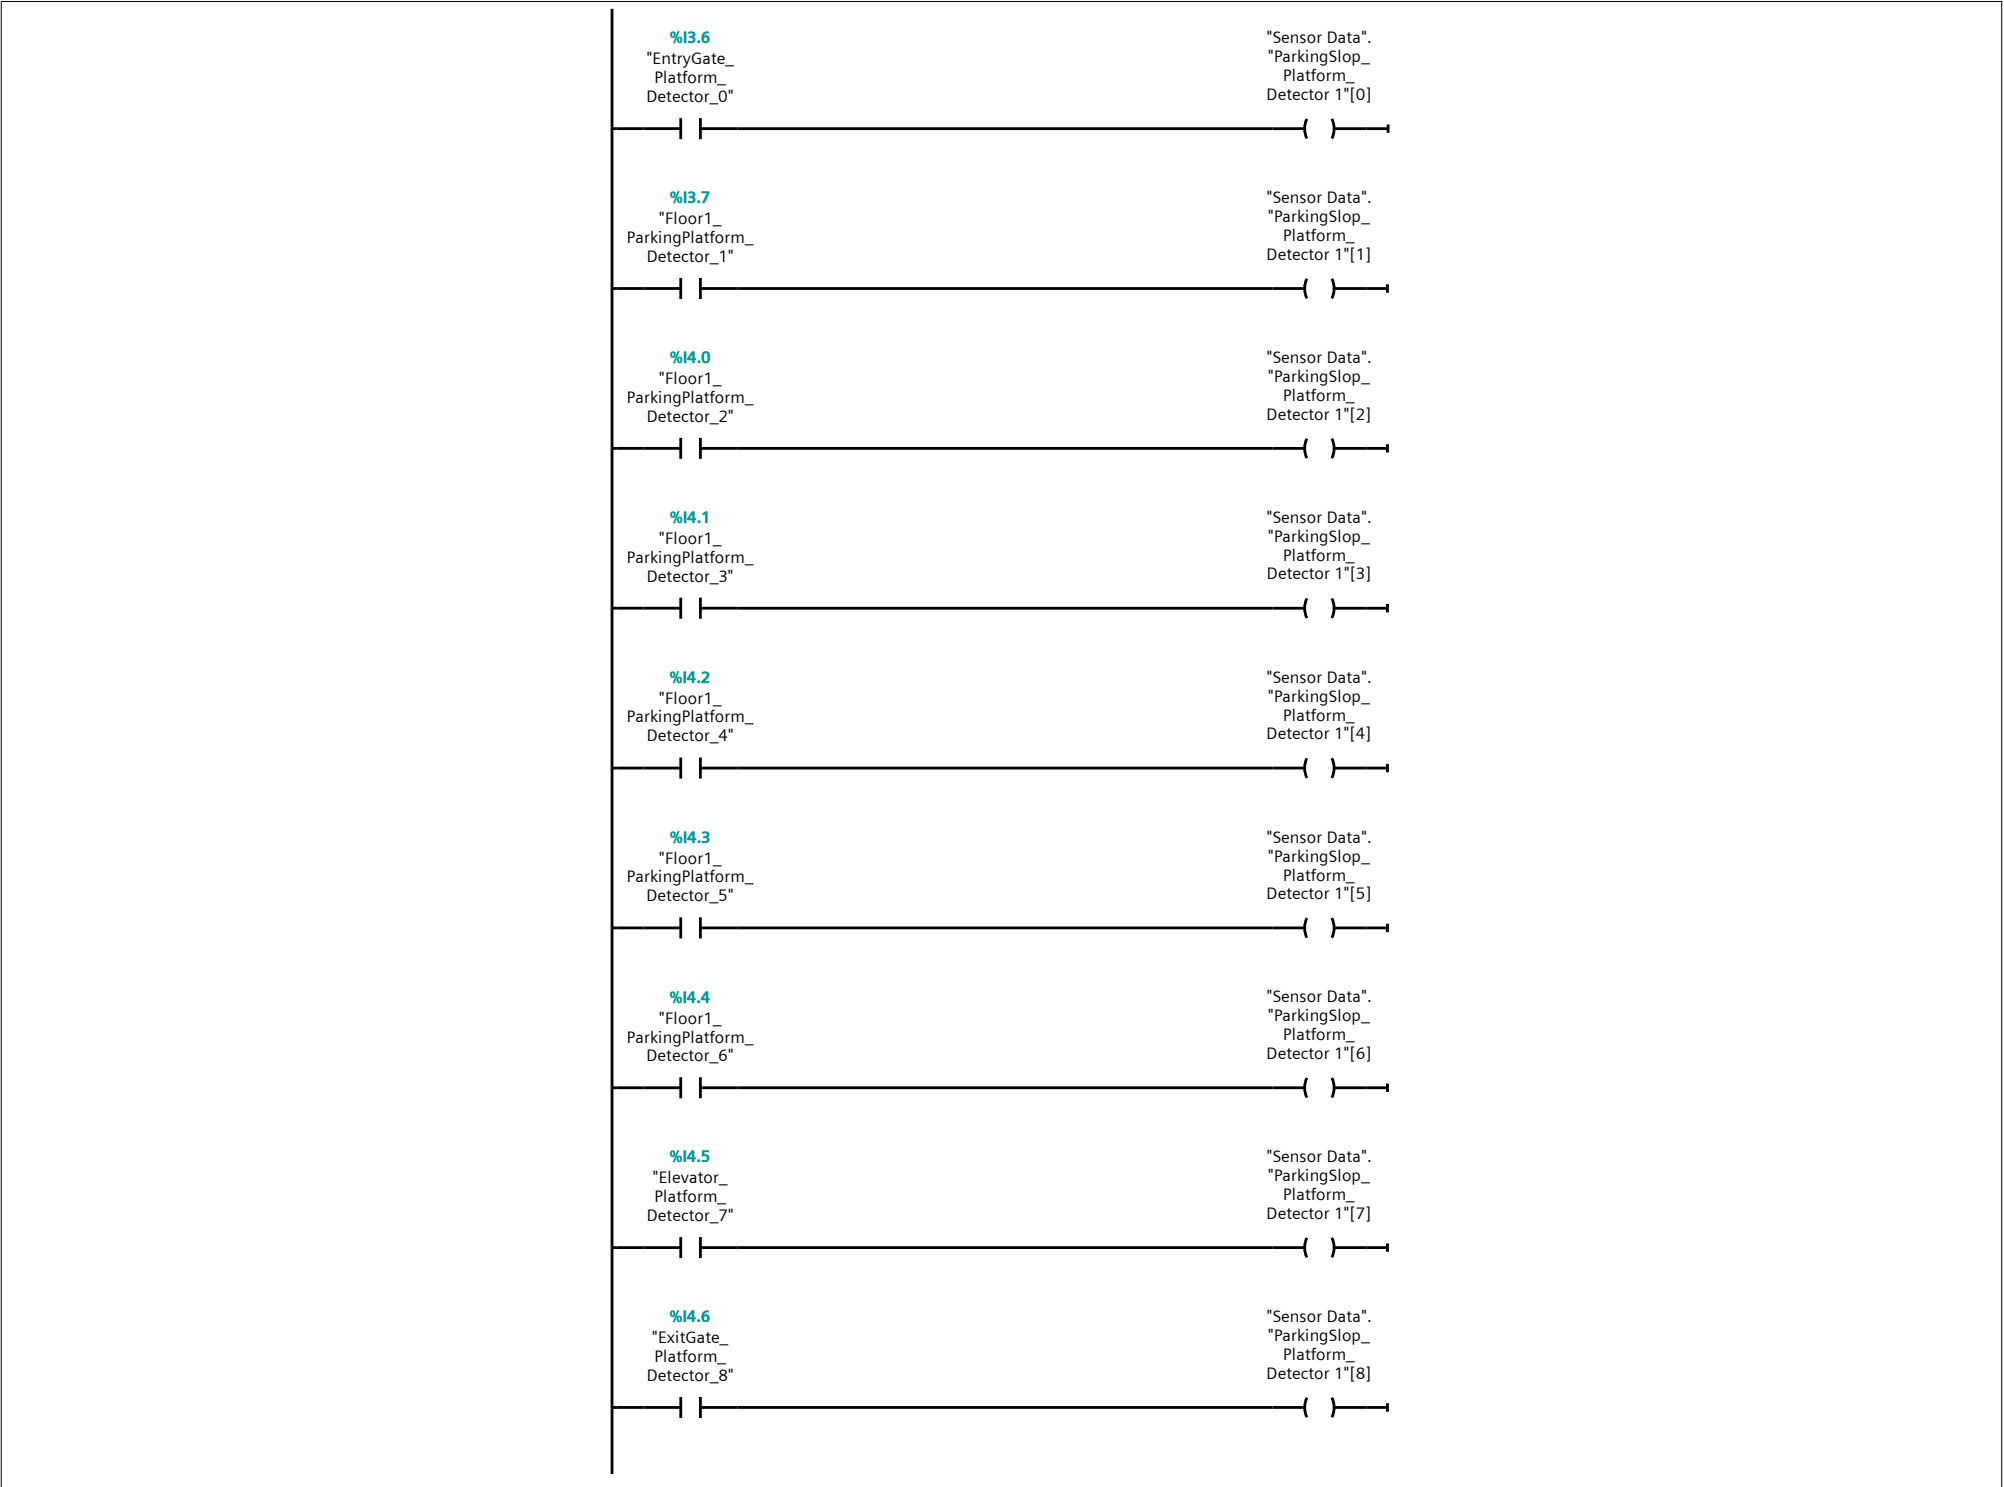 %I3.6
"EntryGate_
Platform_
Detector_0"
"Sensor Data".
"ParkingSlop_
Platform_
Detector 1"[0]
%I3.7
"Floor1_
ParkingPlatform_
Detector_1"
"Sensor Data".
"ParkingSlop_
Platform_
Detector 1"[1]
%I4.0
"Floor1_
ParkingPlatform_
Detector_2"
"Sensor Data".
"ParkingSlop_
Platform_
Detector 1"[2]
%I4.1
"Floor1_
ParkingPlatform_
Detector_3"
"Sensor Data".
"ParkingSlop_
Platform_
Detector 1"[3]
%I4.2
"Floor1_
ParkingPlatform_
Detector_4"
"Sensor Data".
"ParkingSlop_
Platform_
Detector 1"[4]
%I4.3
"Floor1_
ParkingPlatform_
Detector_5"
"Sensor Data".
"ParkingSlop_
Platform_
Detector 1"[5]
%I4.4
"Floor1_
ParkingPlatform_
Detector_6"
"Sensor Data".
"ParkingSlop_
Platform_
Detector 1"[6]
%I4.5
"Elevator_
Platform_
Detector_7"
"Sensor Data".
"ParkingSlop_
Platform_
Detector 1"[7]
%I4.6
"ExitGate_
Platform_
Detector_8"
"Sensor Data".
"ParkingSlop_
Platform_
Detector 1"[8]